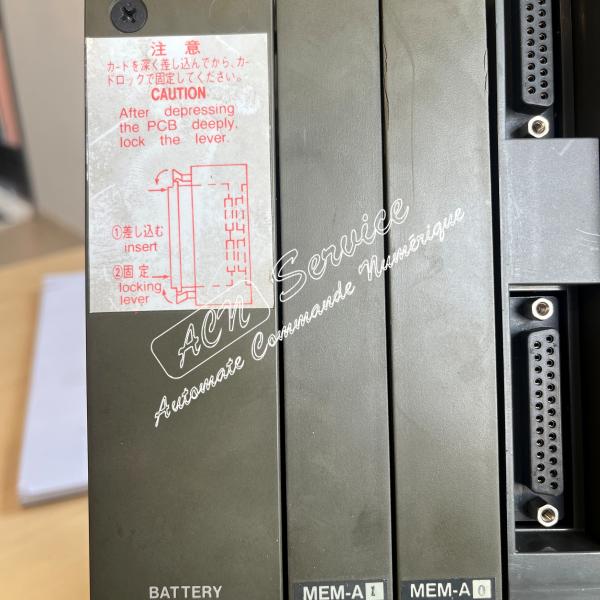 注 意
カードを深く差し込んでから、カー
ドロックで固定してください。
CAUTION
After depressing
the PCB deeply,
lock the lever.
①差し込む
insert
②固 定
locking
lever
ACN Service
Automate Commande Numérique
BATTERY
MEM-A 1
MEM-A 0